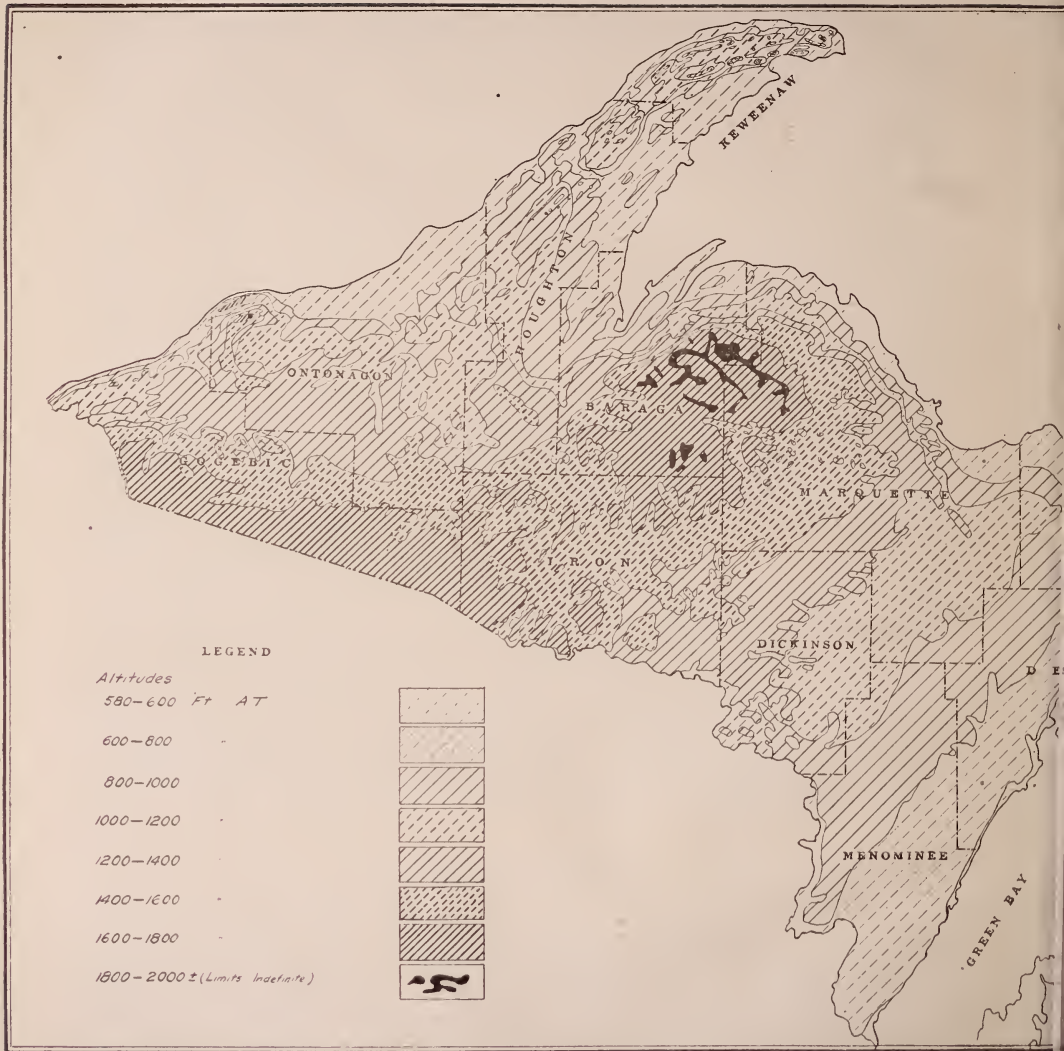 KEWEENAW
HOUGHTON
ONTONAGON
BARAGA
GOGEBIC
MARQUETTE
IRON
DICKINSON
D E
MENOMINEE
GREEN BAY
LEGEND
Altitudes
580-600 Ft AT
600-800 "
800-1000
1000-1200 "
1200-1400
1400-1600 "
1600-1800 "
1800-2000 ± (Limits Indefinite)